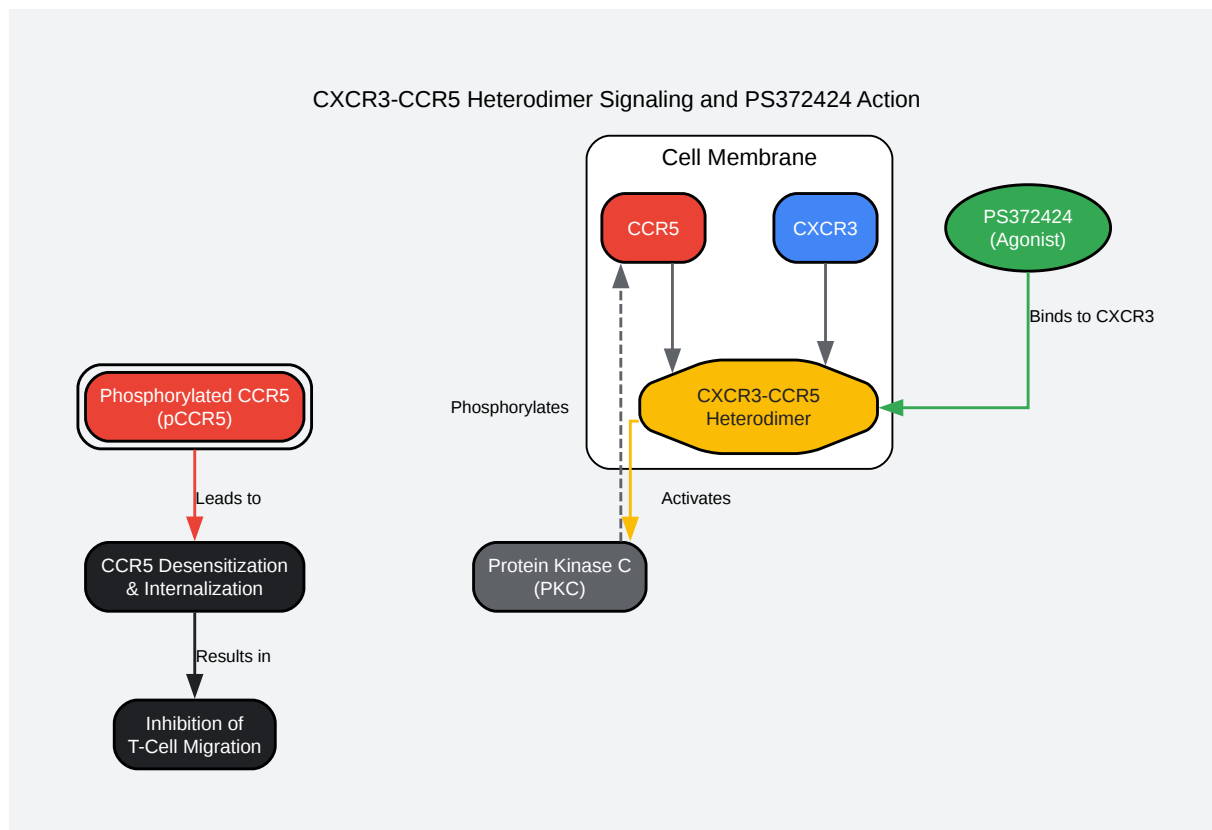 CXCR3-CCR5 Heterodimer Signaling and PS372424 Action
Cell Membrane
CCR5
CXCR3
PS372424
(Agonist)
Binds to CXCR3
Phosphorylated CCR5
(pCCR5)
Phosphorylates
CXCR3-CCR5
Heterodimer
Leads to
Activates
CCR5 Desensitization
& Internalization
Protein Kinase C
(PKC)
Results in
Inhibition of
T-Cell Migration